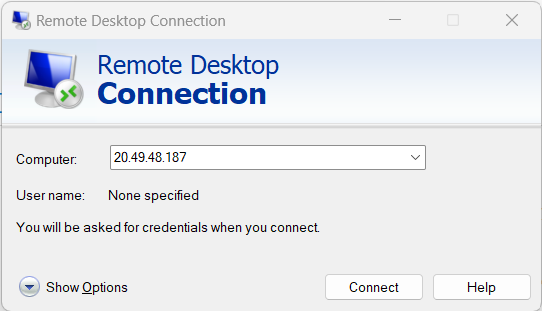 Remote Desktop Connection
Remote Desktop
Connection
Computer: 20.49.48.187
User name: None specified
You will be asked for credentials when you connect.
Show Options Connect Help